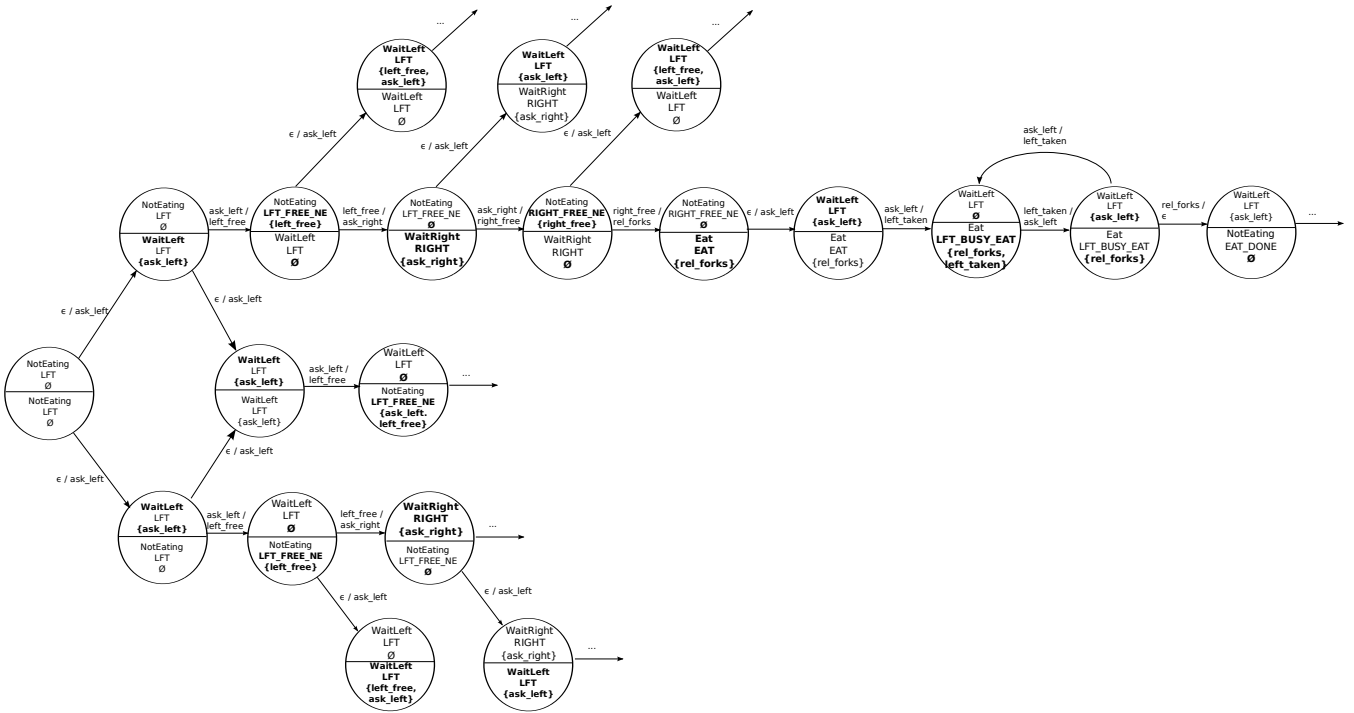 ...
...
...
WaitLeft
LFT
{left_free,
ask_left}
WaitLeft
LFT
Ø
WaitLeft
LFT
{ask_left}
WaitRight
RIGHT
{ask_right}
WaitLeft
LFT
{left_free,
ask_left}
WaitLeft
LFT
Ø
ϵ / ask_left
ϵ / ask_left
ϵ / ask_left
ask_left /
left_taken
NotEating
LFT
Ø
WaitLeft
LFT
{ask_left}
ask_left /
left_free
NotEating
LFT_FREE_NE
{left_free}
WaitLeft
LFT
Ø
left_free /
ask_right
NotEating
LFT_FREE_NE
Ø
WaitRight
RIGHT
{ask_right}
ask_right /
right_free
NotEating
RIGHT_FREE_NE
{right_free}
WaitRight
RIGHT
Ø
right_free /
rel_forks
NotEating
RIGHT_FREE_NE
Ø
Eat
EAT
{rel_forks}
ϵ / ask_left
WaitLeft
LFT
{ask_left}
Eat
EAT
{rel_forks}
ask_left /
left_taken
WaitLeft
LFT
Ø
Eat
LFT_BUSY_EAT
{rel_forks,
left_taken}
left_taken /
ask_left
WaitLeft
LFT
{ask_left}
Eat
LFT_BUSY_EAT
{rel_forks}
rel_forks /
ϵ
WaitLeft
LFT
{ask_left}
NotEating
EAT_DONE
Ø
...
ϵ / ask_left
ϵ / ask_left
NotEating
LFT
Ø
NotEating
LFT
Ø
WaitLeft
LFT
{ask_left}
WaitLeft
LFT
{ask_left}
ask_left /
left_free
WaitLeft
LFT
Ø
NotEating
LFT_FREE_NE
{ask_left.
left_free}
...
ϵ / ask_left
ϵ / ask_left
WaitLeft
LFT
{ask_left}
NotEating
LFT
Ø
ask_left /
left_free
WaitLeft
LFT
Ø
NotEating
LFT_FREE_NE
{left_free}
left_free /
ask_right
WaitRight
RIGHT
{ask_right}
NotEating
LFT_FREE_NE
Ø
...
ϵ / ask_left
ϵ / ask_left
WaitLeft
LFT
Ø
WaitLeft
LFT
{left_free,
ask_left}
WaitRight
RIGHT
{ask_right}
WaitLeft
LFT
{ask_left}
...